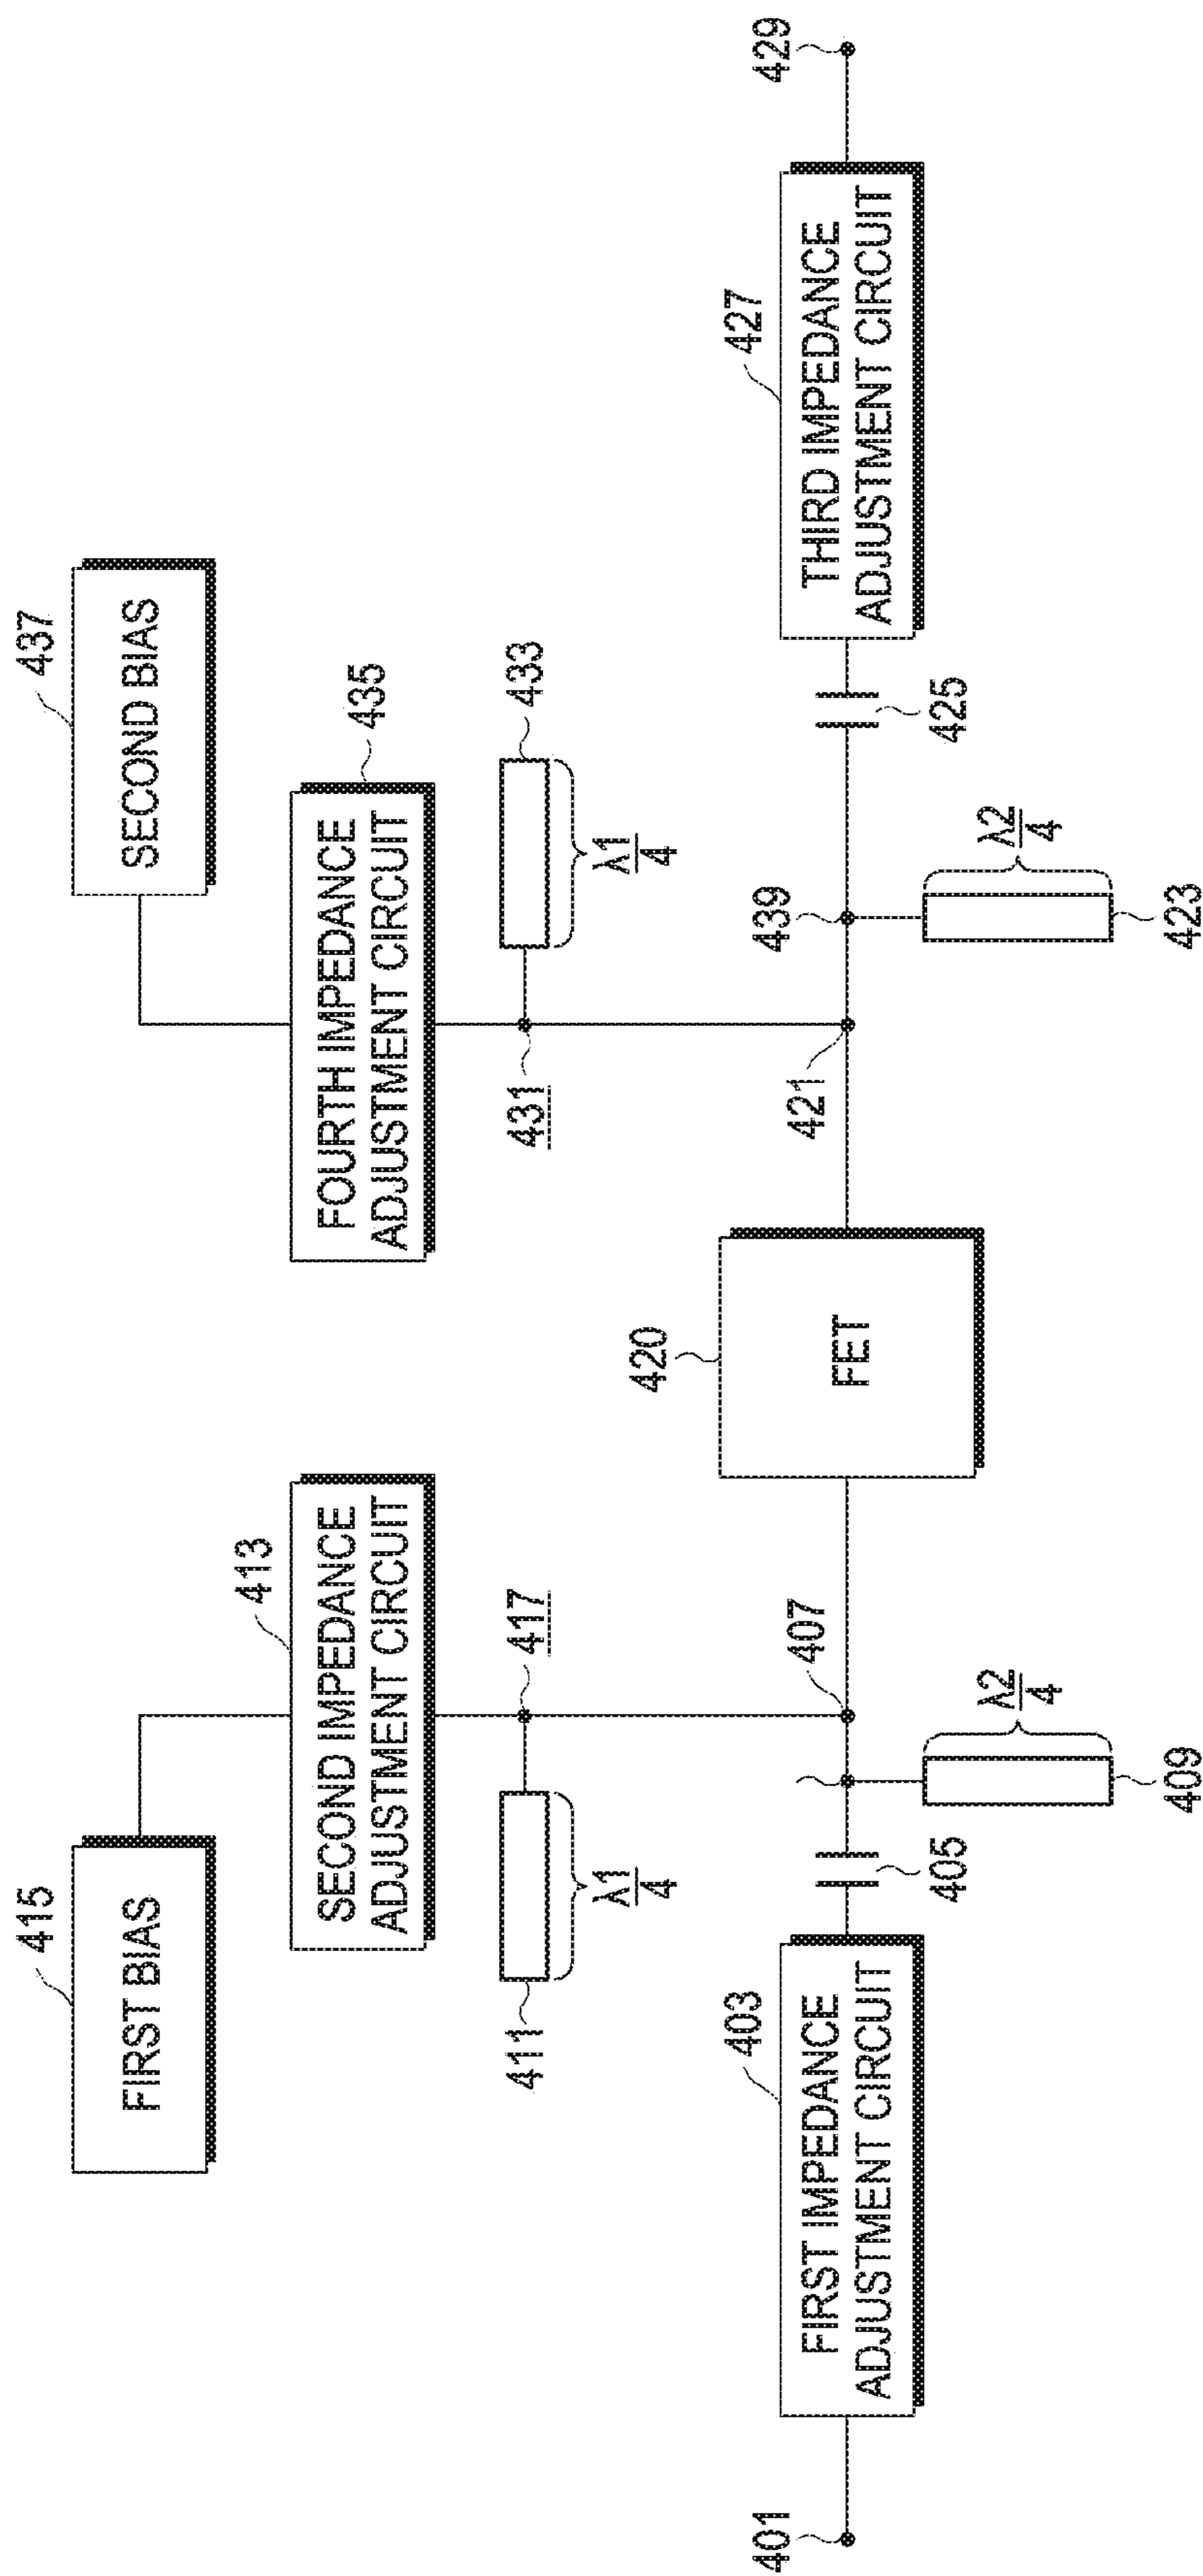 415
FIRST BIAS
437
SECOND BIAS
413
SECOND IMPEDANCE
ADJUSTMENT CIRCUIT
435
FOURTH IMPEDANCE
ADJUSTMENT CIRCUIT
411
λ1
4
417
431
433
λ1
4
401
403
FIRST IMPEDANCE
ADJUSTMENT CIRCUIT
405
407
409
λ2
4
420
FET
421
439
423
λ2
4
425
427
THIRD IMPEDANCE
ADJUSTMENT CIRCUIT
429